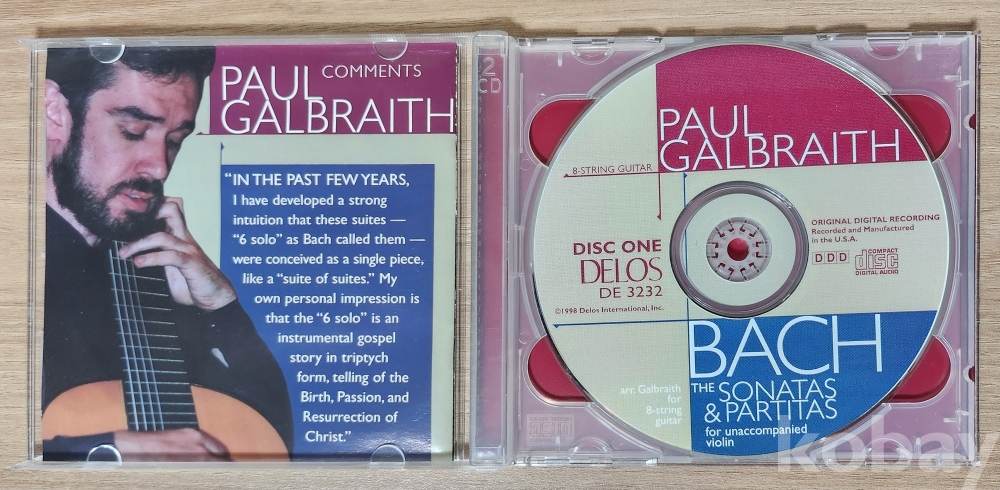 COMMENTS
PAUL
GALBRAITH
“IN THE PAST FEW YEARS,
I have developed a strong
intuition that these suites —
“6 solo” as Bach called them —
were conceived as a single piece,
like a “suite of suites.” My
own personal impression is
that the “6 solo” is an
instrumental gospel
story in triptych
form, telling of the
Birth, Passion, and
Resurrection of
Christ.”
2
CD
PAUL
GALBRAITH
8-STRING GUITAR
ORIGINAL DIGITAL RECORDING
Recorded and Manufactured
in the U.S.A.
DDD
COMPACT
disc
DIGITAL AUDIO
DISC ONE
DELOS
DE 3232
©1998 Delos International, Inc.
BACH
THE SONATAS
& PARTITAS
for unaccompanied
violin
arr. Galbraith
for
8-string
guitar
kobay